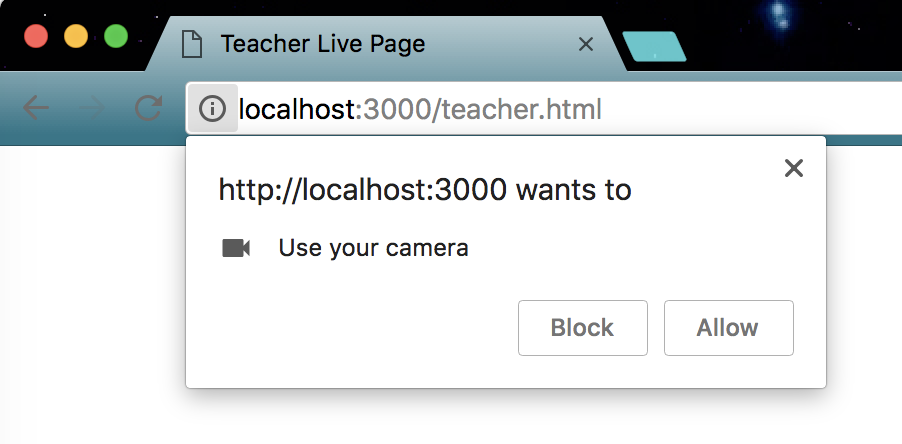 Teacher Live Page
localhost:3000/teacher.html
http://localhost:3000 wants to
Use your camera
Block Allow